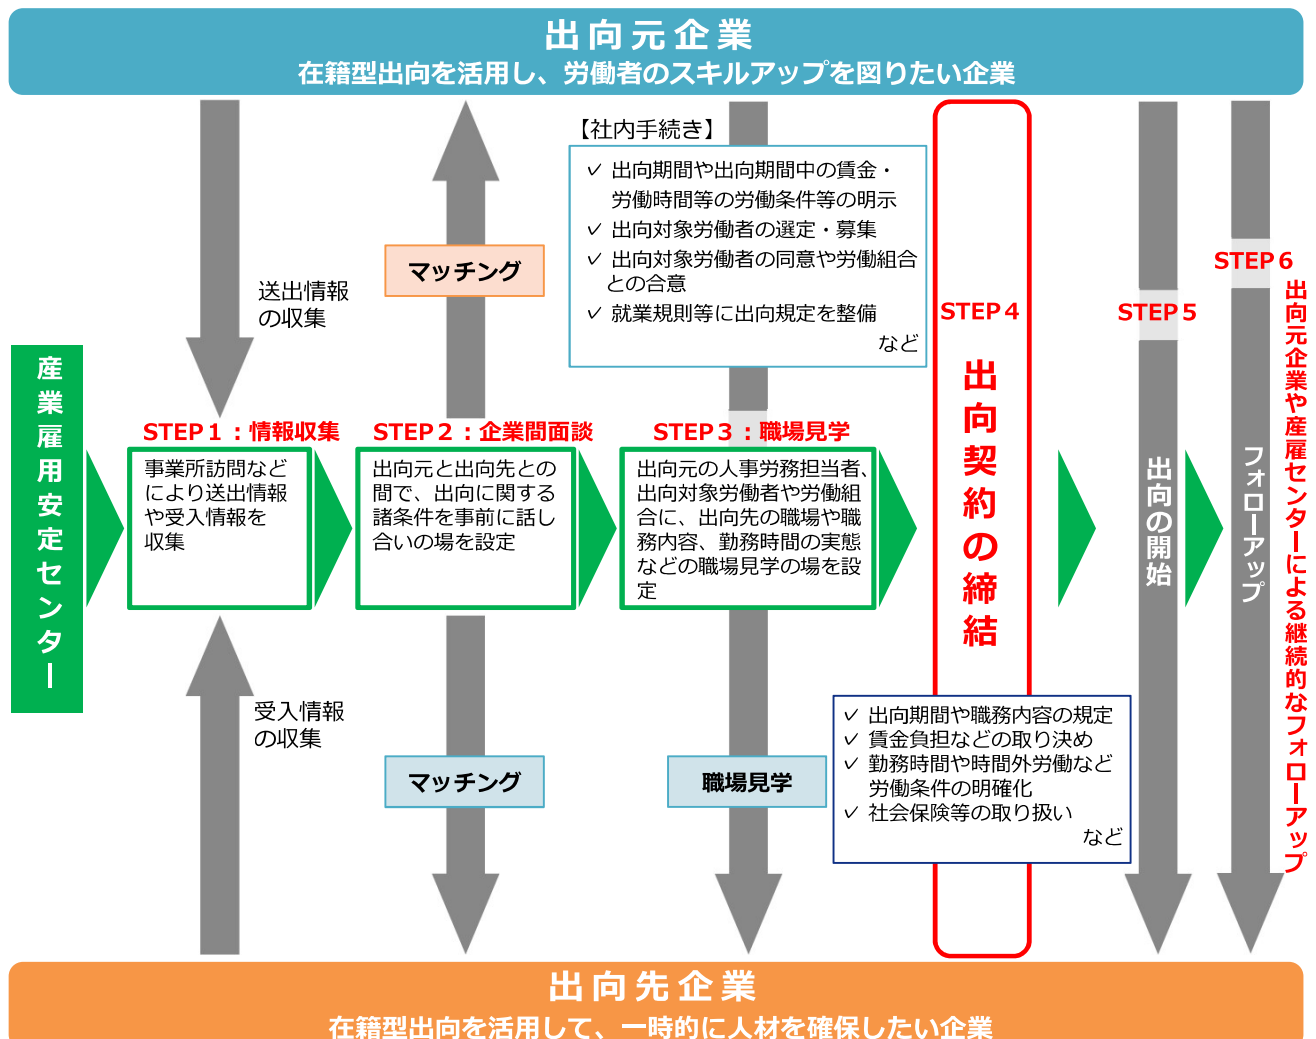 出向元企業
在籍型出向を活用し、労働者のスキルアップを図りたい企業
産業雇用安定センター
送出情報
の収集
STEP１：情報収集
事業所訪問など
により送出情報
や受入情報を
収集
受入情報
の収集
マッチング
STEP２：企業間面談
出向元と出向先との
間で、出向に関する
諸条件を事前に話し
合いの場を設定
マッチング
【社内手続き】
✓ 出向期間や出向期間中の賃金・
労働時間等の労働条件等の明示
✓ 出向対象労働者の選定・募集
✓ 出向対象労働者の同意や労働組合
との合意
✓ 就業規則等に出向規定を整備
など
STEP３：職場見学
出向元の人事労務担当者、
出向対象労働者や労働組
合に、出向先の職場や職
務内容、勤務時間の実態
などの職場見学の場を設
定
職場見学
STEP４
出向契約の締結
✓ 出向期間や職務内容の規定
✓ 賃金負担などの取り決め
✓ 勤務時間や時間外労働など
労働条件の明確化
✓ 社会保険等の取り扱い
など
STEP５
出向の開始
STEP６
フォローアップ
出向元企業や産雇センターによる継続的なフォローアップ
出向先企業
在籍型出向を活用して、一時的に人材を確保したい企業